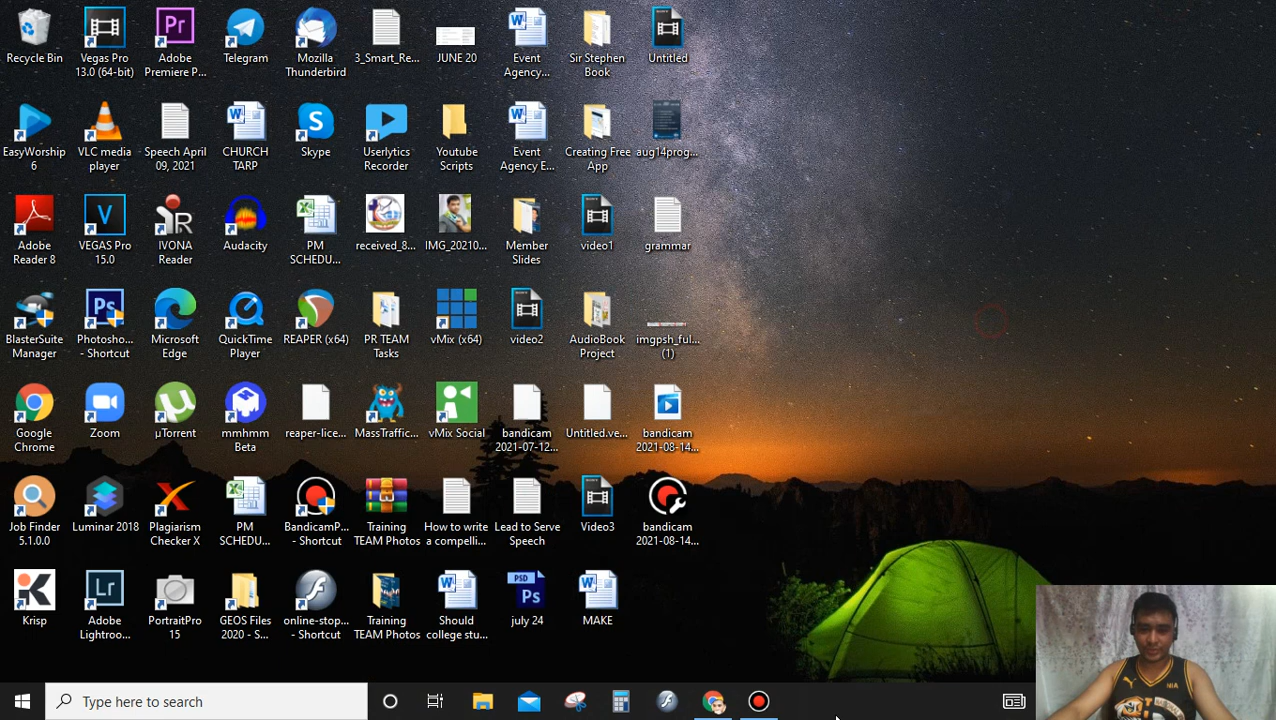 Recycle Bin
Vegas Pro
13.0 (64-bit)
Pr
Adobe
Premiere P...
Telegram
Mozilla
Thunderbird
3_Smart_Re...
JUNE 20
Event
Agency...
Sir Stephen
Book
Untitled
EasyWorship
6
VLC media
player
Speech April
09, 2021
CHURCH
TARP
Skype
Userlytics
Recorder
Youtube
Scripts
Event
Agency E...
Creating Free
App
aug14prog...
Adobe
Reader 8
VEGAS Pro
15.0
IVONA
Reader
Audacity
PM
SCHEDU...
received_8...
IMG_20210...
Member
Slides
video1
grammar
BlasterSuite
Manager
Ps
Photosho...
- Shortcut
Microsoft
Edge
QuickTime
Player
REAPER (x64)
PR TEAM
Tasks
vMix (x64)
video2
AudioBook
Project
imgpsh_ful...
(1)
Google
Chrome
Zoom
µTorrent
mmhmm
Beta
reaper-lice...
MassTraffic...
vMix Social
bandicam
2021-07-12...
Untitled.ve...
bandicam
2021-08-14...
Job Finder
5.1.0.0
Luminar 2018
Plagiarism
Checker X
PM
SCHEDU...
BandicamP...
- Shortcut
Training
TEAM Photos
How to write
a compelli...
Lead to Serve
Speech
Video3
bandicam
2021-08-14...
Krisp
Lr
Adobe
Lightroo...
PortraitPro
15
GEOS Files
2020 - S...
online-stop...
- Shortcut
Training
TEAM Photos
Should
college stu...
PSD
Ps
july 24
MAKE
Type here to search